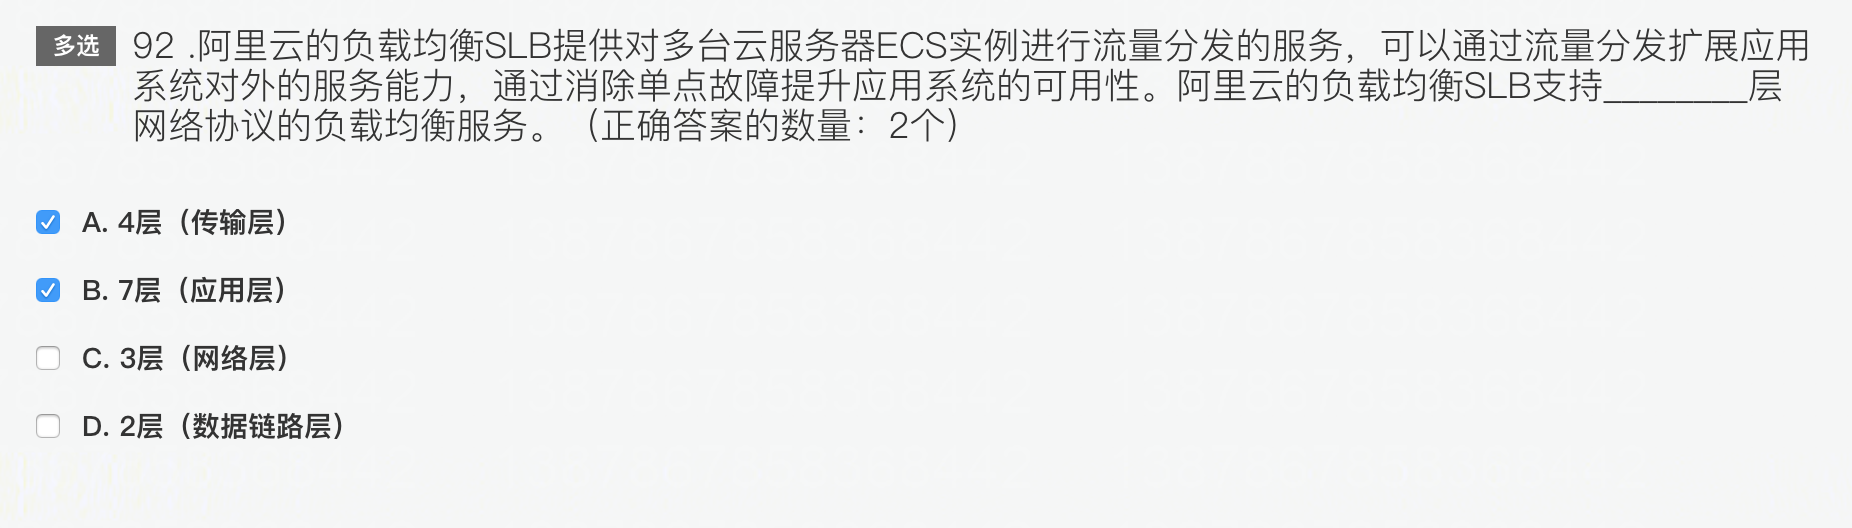 多选 92 .阿里云的负载均衡SLB提供对多台云服务器ECS实例进行流量分发的服务，可以通过流量分发扩展应用
系统对外的服务能力，通过消除单点故障提升应用系统的可用性。阿里云的负载均衡SLB支持________层
网络协议的负载均衡服务。（正确答案的数量：2个）
A. 4层（传输层）
B. 7层（应用层）
C. 3层（网络层）
D. 2层（数据链路层）